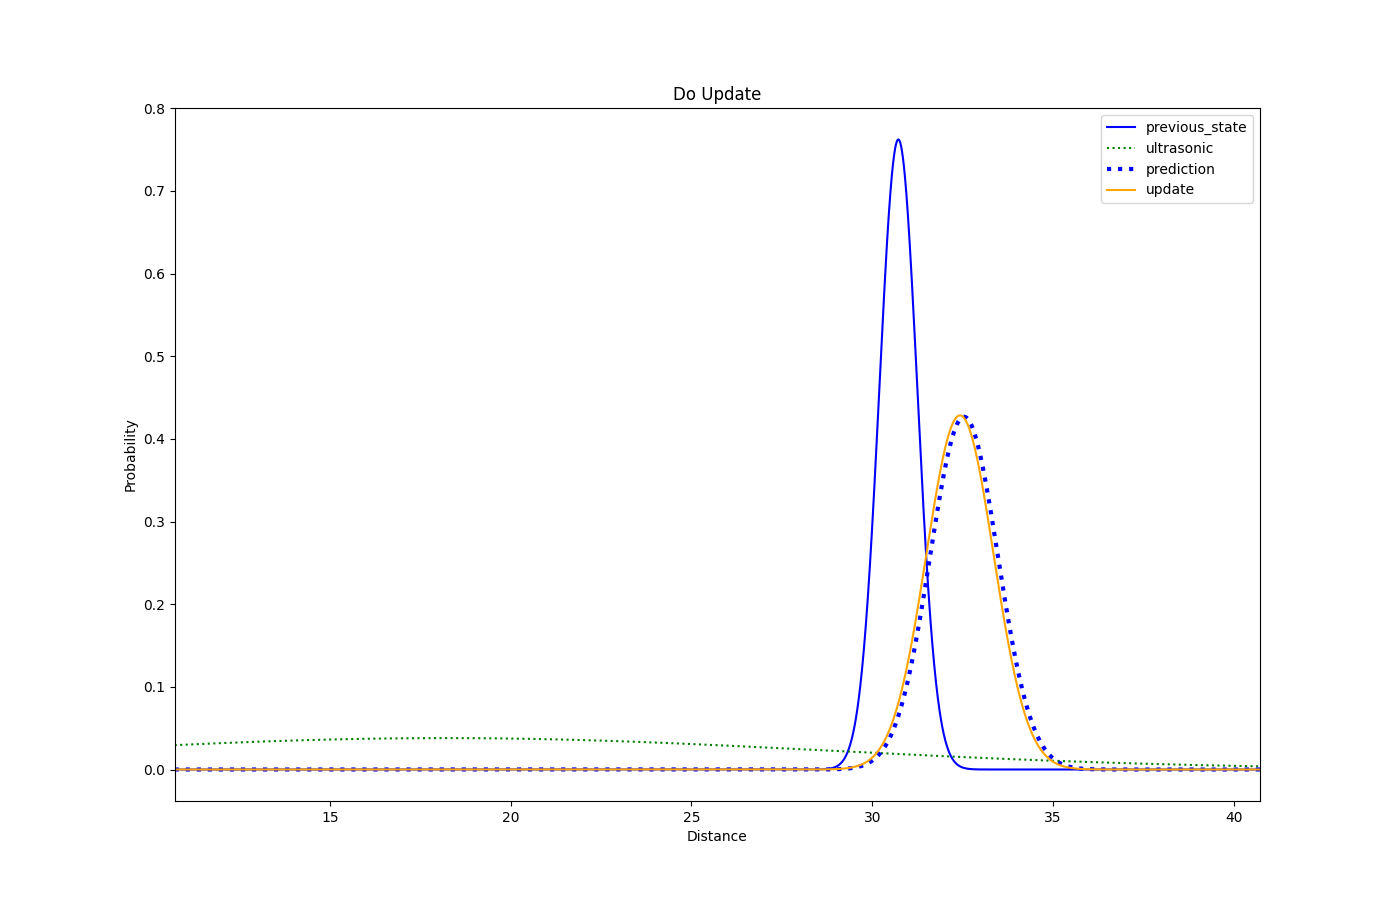 Do Update
0.8
0.7
0.6
0.5
0.4
0.3
0.2
0.1
0.0
Probability
15 20 25 30 35 40
Distance
previous_state
ultrasonic
prediction
update